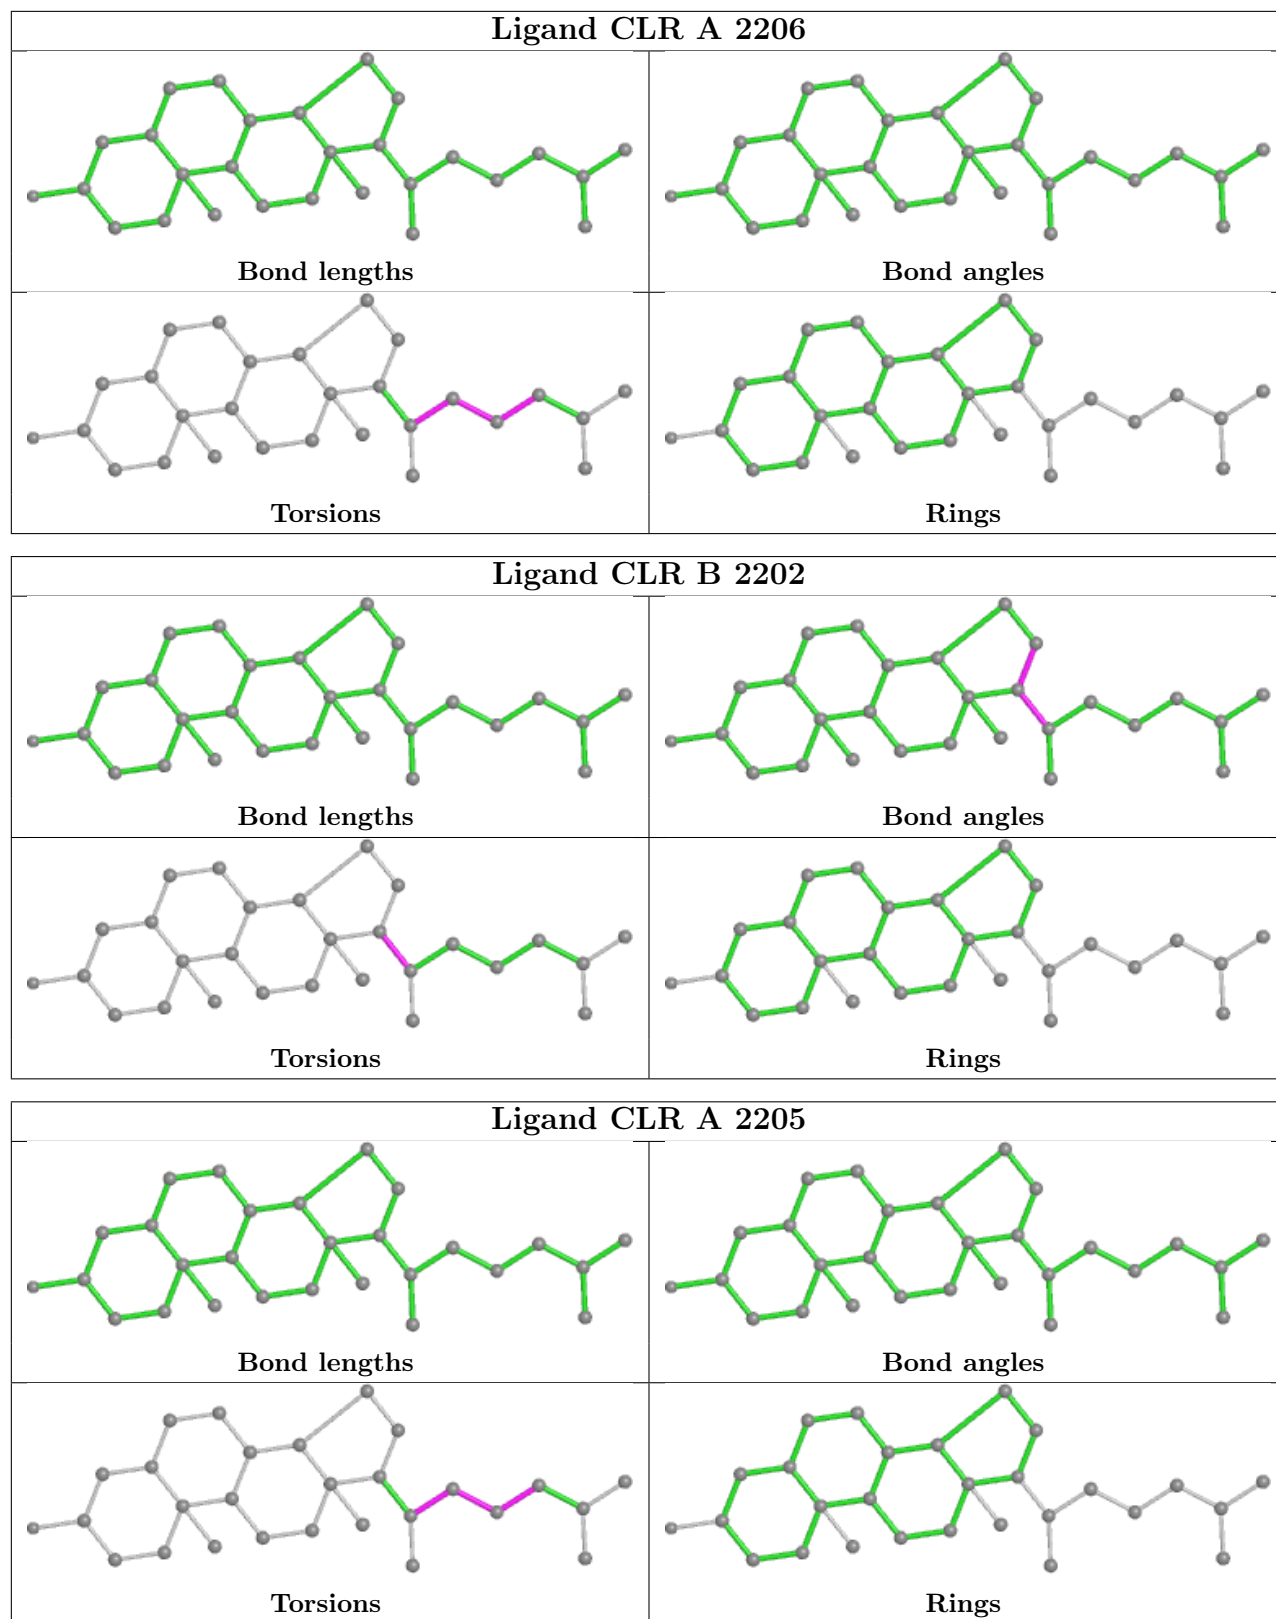 Ligand CLR A 2206
Bond lengths
Bond angles
Torsions
Rings
Ligand CLR B 2202
Bond lengths
Bond angles
Torsions
Rings
Ligand CLR A 2205
Bond lengths
Bond angles
Torsions
Rings